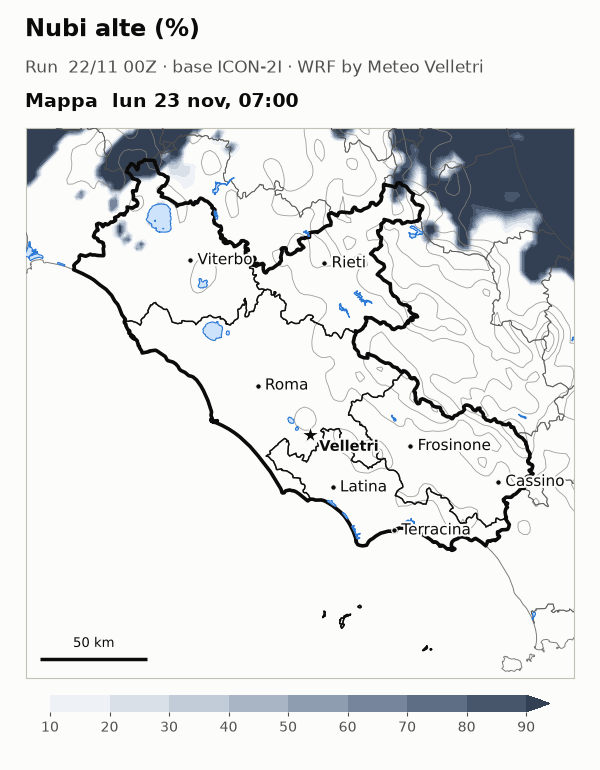 Nubi alte (%)
Run 22/11 00Z · base ICON-2I · WRF by Meteo Velletri
Mappa lun 23 nov, 07:00
Viterbo
Rieti
Roma
Velletri
Frosinone
Latina
Cassino
Terracina
50 km
10 20 30 40 50 60 70 80 90